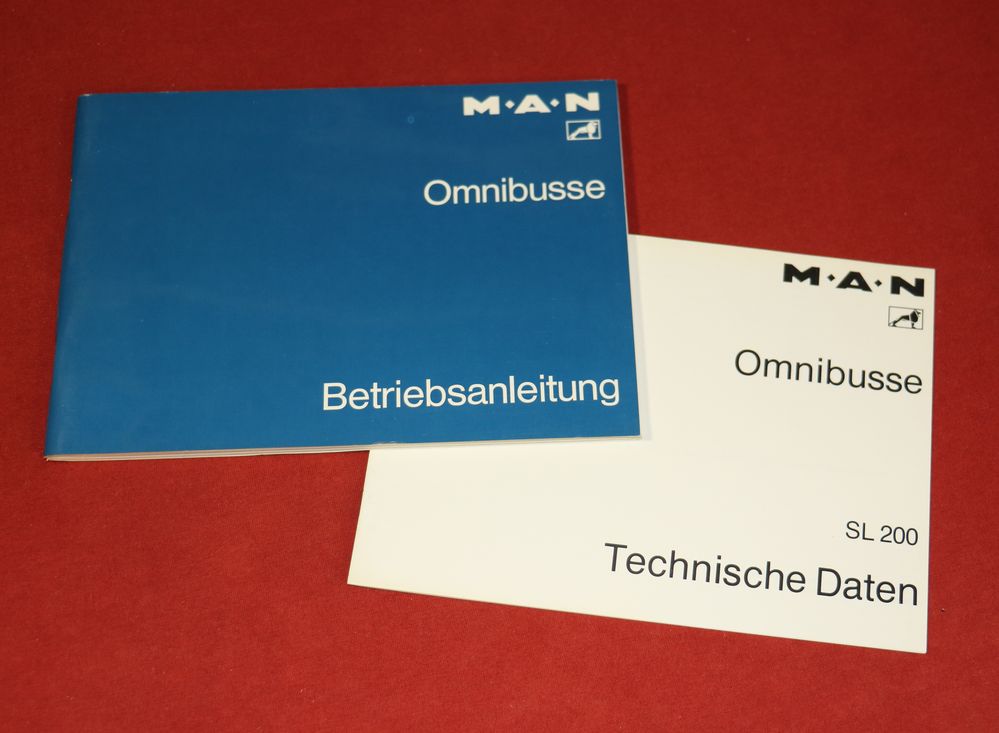 M·A·N
Omnibusse
Betriebsanleitung
M·A·N
Omnibusse
SL 200
Technische Daten